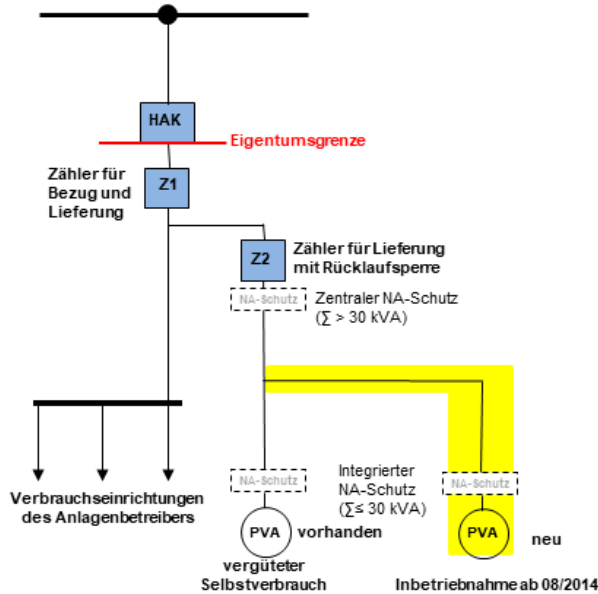 HAK
Eigentumsgrenze
Zähler für
Bezug und
Lieferung
Z1
Z2
Zähler für Lieferung
mit Rücklaufsperre
NA-Schutz
Zentraler NA-Schutz
(∑ > 30 kVA)
Verbrauchseinrichtungen
des Anlagenbetreibers
NA-Schutz
Integrierter
NA-Schutz
(∑≤ 30 kVA)
NA-Schutz
PVA
vorhanden
PVA
neu
vergüteter
Selbstverbrauch
Inbetriebnahme ab 08/2014